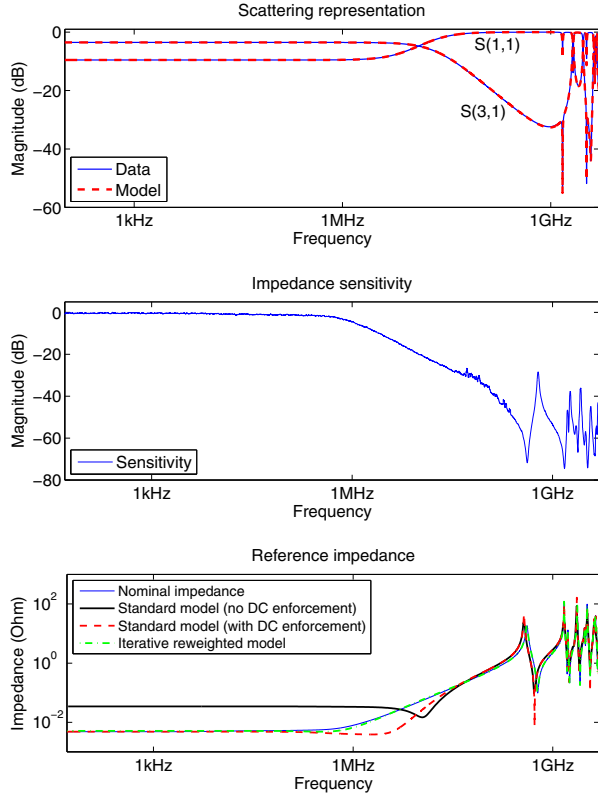 Scattering representation
Magnitude (dB)
0
−20
−40
−60
S(1,1)
S(3,1)
Data
Model
1kHz 1MHz 1GHz
Frequency
Impedance sensitivity
Magnitude (dB)
0
−20
−40
−60
−80
Sensitivity
1kHz 1MHz 1GHz
Frequency
Reference impedance
Impedance (Ohm)
10^2
10^0
10^−2
Nominal impedance
Standard model (no DC enforcement)
Standard model (with DC enforcement)
Iterative reweighted model
1kHz 1MHz 1GHz
Frequency